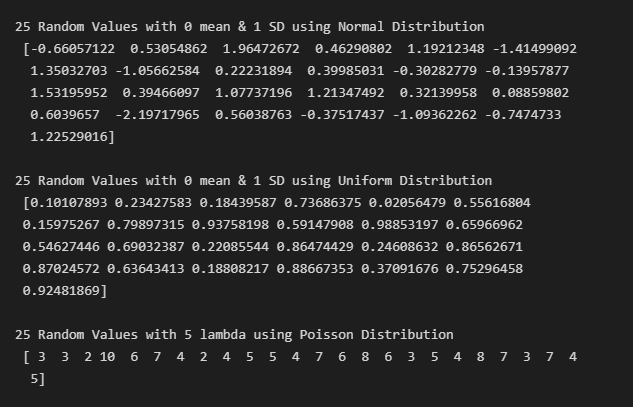 25 Random Values with 0 mean & 1 SD using Normal Distribution
[-0.66057122 0.53054862 1.96472672 0.46290802 1.19212348 -1.41499092
1.35032703 -1.05662584 0.22231894 0.39985031 -0.30282779 -0.13957877
1.53195952 0.39466097 1.07737196 1.21347492 0.32139958 0.08859802
0.6039657 -2.19717965 0.56038763 -0.37517437 -1.09362262 -0.7474733
1.22529016]
25 Random Values with 0 mean & 1 SD using Uniform Distribution
[0.10107893 0.23427583 0.18439587 0.73686375 0.02056479 0.55616804
0.15975267 0.79897315 0.93758198 0.59147908 0.98853197 0.65966962
0.54627446 0.69032387 0.22085544 0.86474429 0.24608632 0.86562671
0.87024572 0.63643413 0.18808217 0.88667353 0.37091676 0.75296458
0.92481869]
25 Random Values with 5 lambda using Poisson Distribution
[ 3 3 2 10 6 7 4 2 4 5 5 4 7 6 8 6 3 5 4 8 7 3 7 4
5]